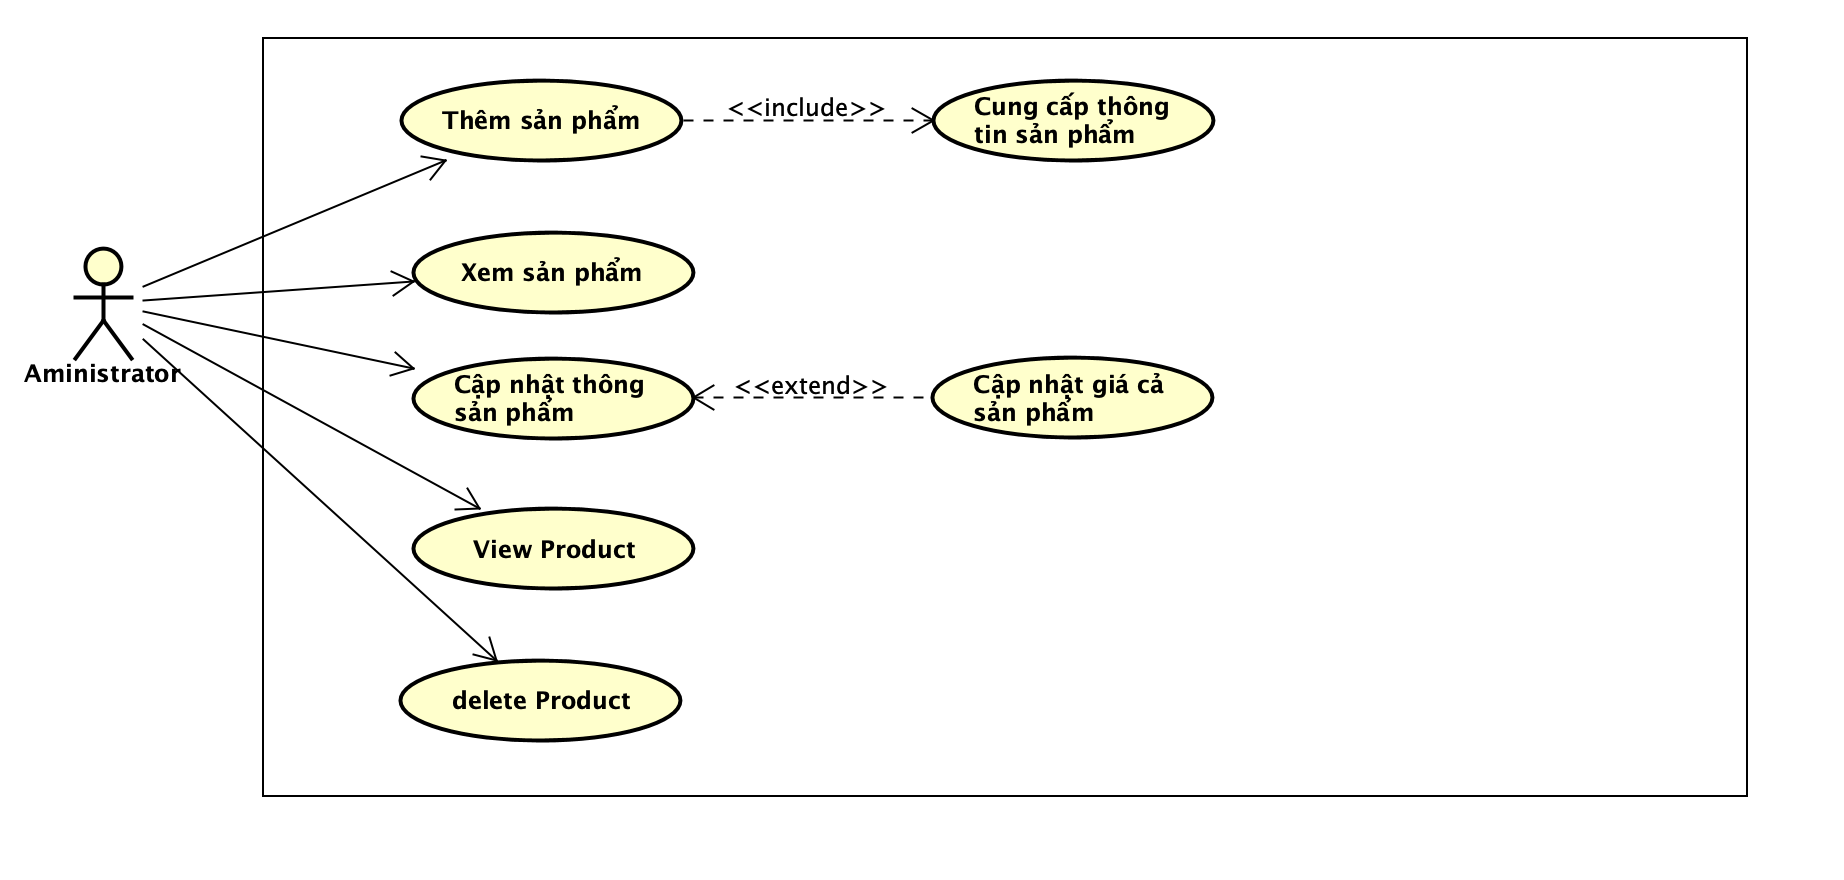 Thêm sản phẩm
<<include>>
Cung cấp thông
tin sản phẩm
Xem sản phẩm
Aministrator
Cập nhật thông
sản phẩm
<<extend>>
Cập nhật giá cả
sản phẩm
View Product
delete Product